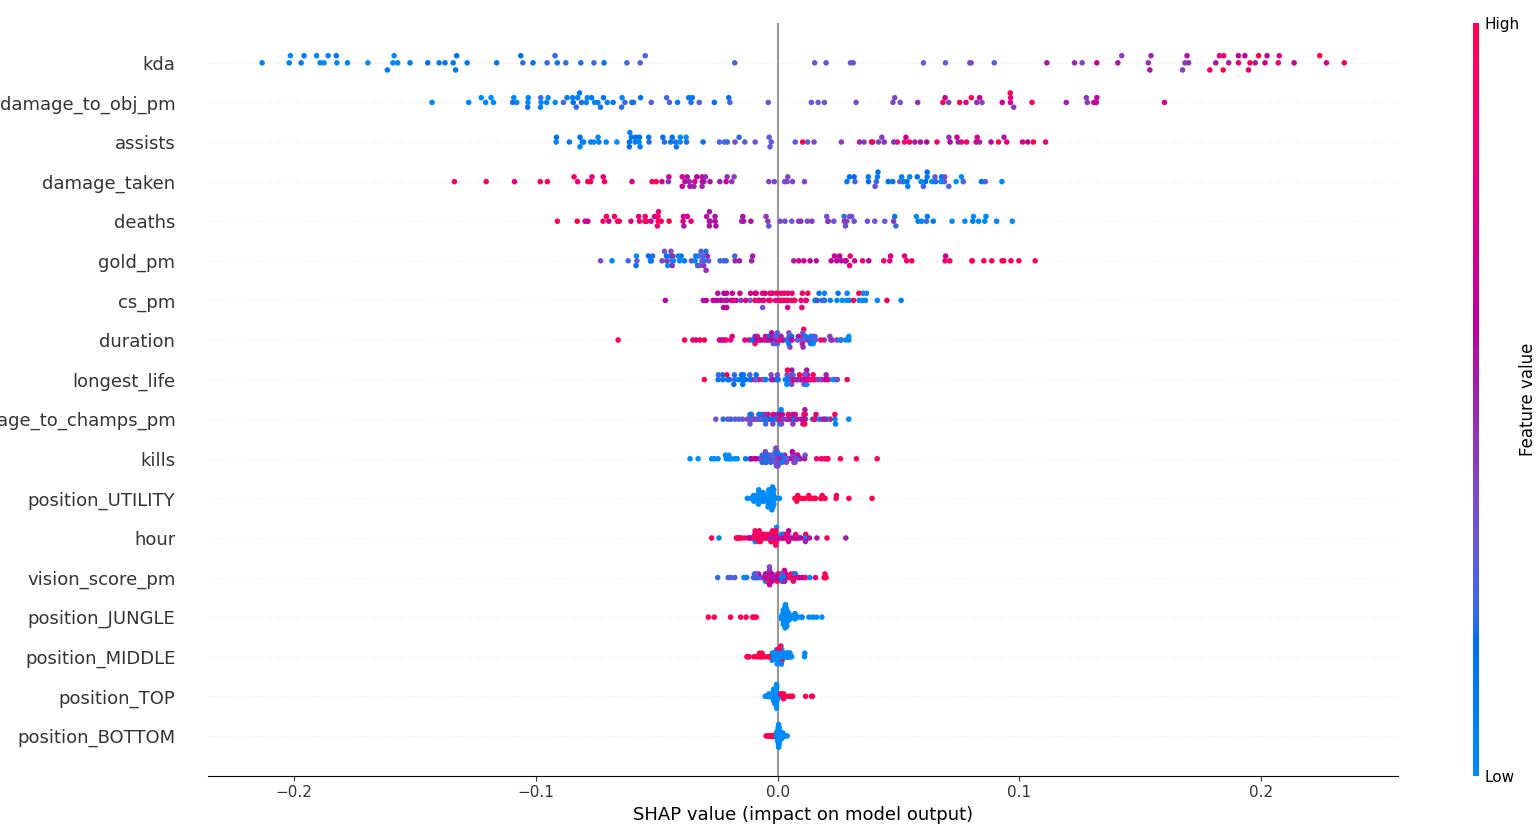 High
kda
damage_to_obj_pm
assists
damage_taken
deaths
gold_pm
cs_pm
duration
longest_life
age_to_champs_pm
kills
position_UTILITY
hour
vision_score_pm
position_JUNGLE
position_MIDDLE
position_TOP
position_BOTTOM
Feature value
Low
−0.2 −0.1 0.0 0.1 0.2
SHAP value (impact on model output)